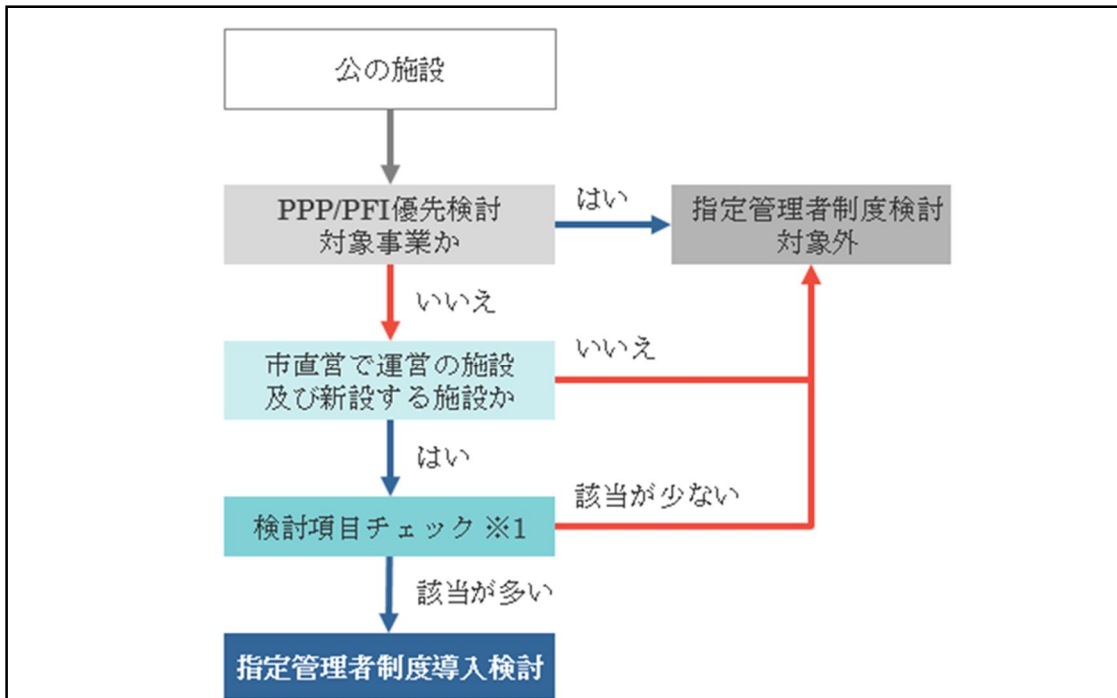 公の施設
PPP/PFI優先検討
対象事業か
はい
指定管理者制度検討
対象外
いいえ
市直営で運営の施設
及び新設する施設か
いいえ
はい
検討項目チェック ※1
該当が少ない
該当が多い
指定管理者制度導入検討